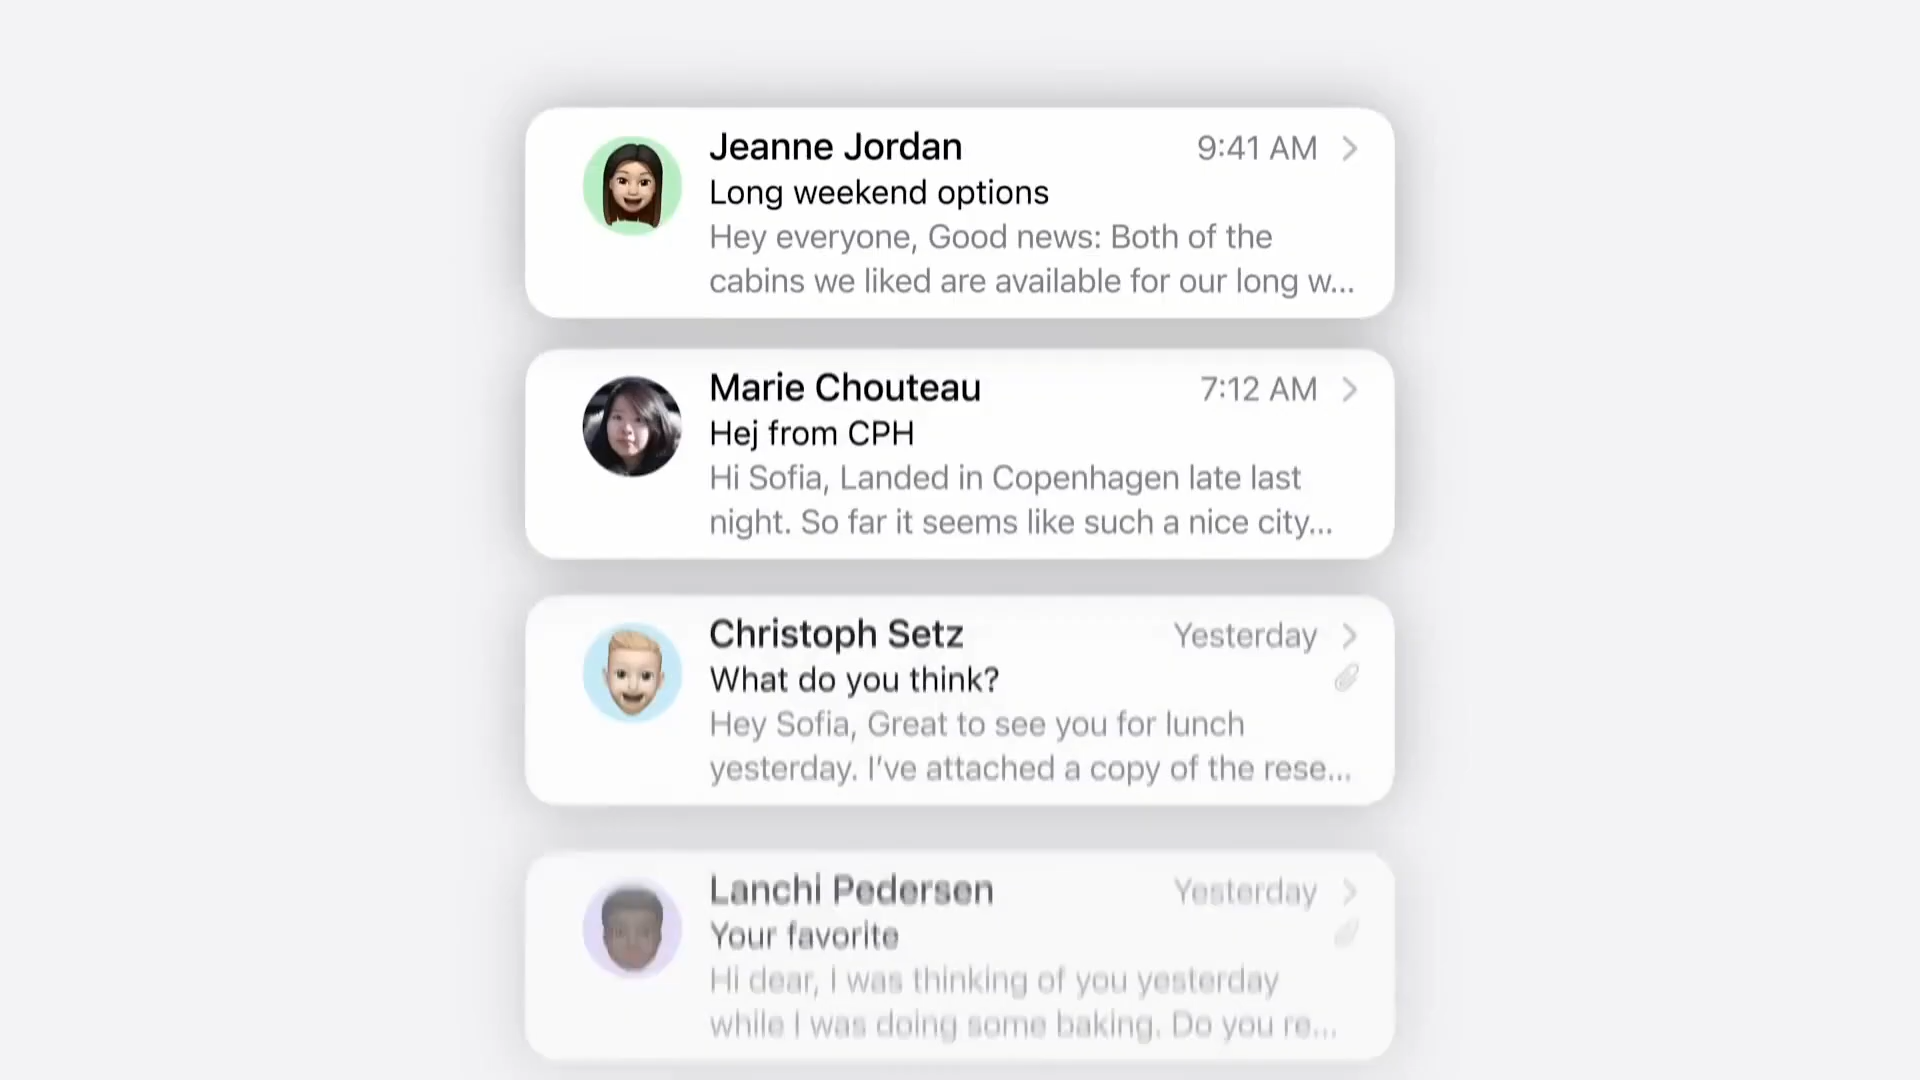 Jeanne Jordan
9:41 AM
Long weekend options
Hey everyone, Good news: Both of the
cabins we liked are available for our long w...
Marie Chouteau
7:12 AM
Hej from CPH
Hi Sofia, Landed in Copenhagen late last
night. So far it seems like such a nice city...
Christoph Setz
Yesterday
What do you think?
Hey Sofia, Great to see you for lunch
yesterday. I’ve attached a copy of the rese...
Lanchi Pedersen
Yesterday
Your favorite
Hi dear, I was thinking of you yesterday
while I was doing some baking. Do you re...